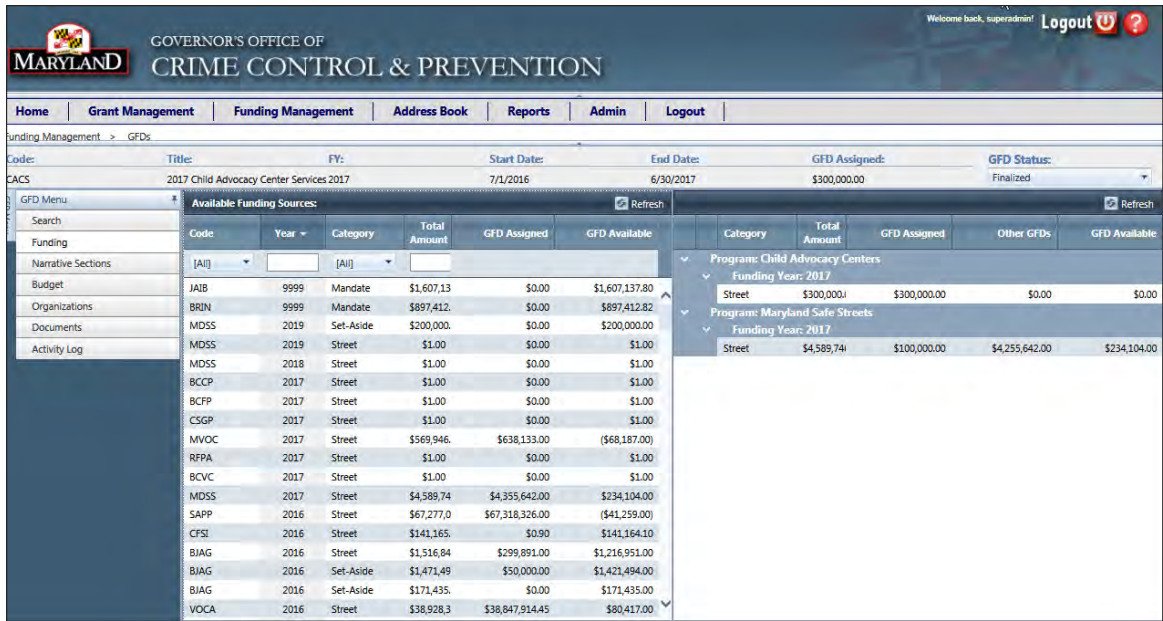 Welcome back, superadmin! Logout
MARYLAND
GOVERNOR'S OFFICE OF
CRIME CONTROL & PREVENTION
Home Grant Management Funding Management Address Book Reports Admin Logout
Funding Management > GFDs
Code: Title: FY: Start Date: End Date: GFD Assigned: GFD Status:
CACS 2017 Child Advocacy Center Services 2017 7/1/2016 6/30/2017 $300,000.00 Finalized
GFD Menu
Search
Funding
Narrative Sections
Budget
Organizations
Documents
Activity Log
Available Funding Sources: Refresh
Code Year Category Total Amount GFD Assigned GFD Available
[All] [All]
JAIB 9999 Mandate $1,607,13 $0.00 $1,607,137.80
BRIN 9999 Mandate $897,412. $0.00 $897,412.82
MDSS 2019 Set-Aside $200,000. $0.00 $200,000.00
MDSS 2019 Street $1.00 $0.00 $1.00
MDSS 2018 Street $1.00 $0.00 $1.00
BCCP 2017 Street $1.00 $0.00 $1.00
BCFP 2017 Street $1.00 $0.00 $1.00
CSGP 2017 Street $1.00 $0.00 $1.00
MVOC 2017 Street $569,946. $638,133.00 ($68,187.00)
RFPA 2017 Street $1.00 $0.00 $1.00
BCVC 2017 Street $1.00 $0.00 $1.00
MDSS 2017 Street $4,589,74 $4,355,642.00 $234,104.00
SAPP 2016 Street $67,277,0 $67,318,326.00 ($41,259.00)
CFSI 2016 Street $141,165. $0.90 $141,164.10
BJAG 2016 Street $1,516,84 $299,891.00 $1,216,951.00
BJAG 2016 Set-Aside $1,471,49 $50,000.00 $1,421,494.00
BJAG 2016 Set-Aside $171,435. $0.00 $171,435.00
VOCA 2016 Street $38,928,3 $38,847,914.45 $80,417.00
Refresh
Category Total Amount GFD Assigned Other GFDs GFD Available
Program: Child Advocacy Centers
Funding Year: 2017
Street $300,000.( $300,000.00 $0.00 $0.00
Program: Maryland Safe Streets
Funding Year: 2017
Street $4,589,74( $100,000.00 $4,255,642.00 $234,104.00